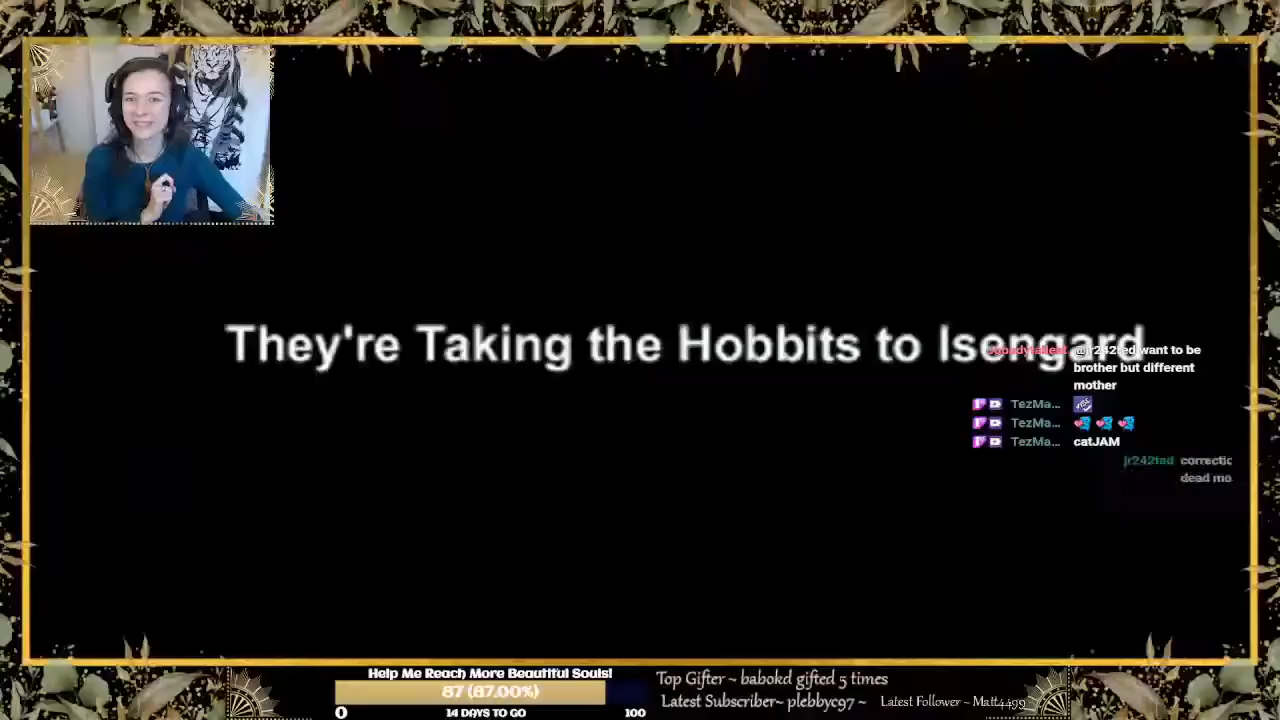 They're Taking the Hobbits to Isengard
want to be
brother but different
mother
TezMa...
TezMa...
TezMa... catJAM
jr242ted correctic
dead mo
Help Me Reach More Beautiful Souls!
87 (87.00%)
0 14 DAYS TO GO 100
Top Gifter ~ babokd gifted 5 times
Latest Subscriber~ plebbyc97 ~ Latest Follower ~ Matt4499